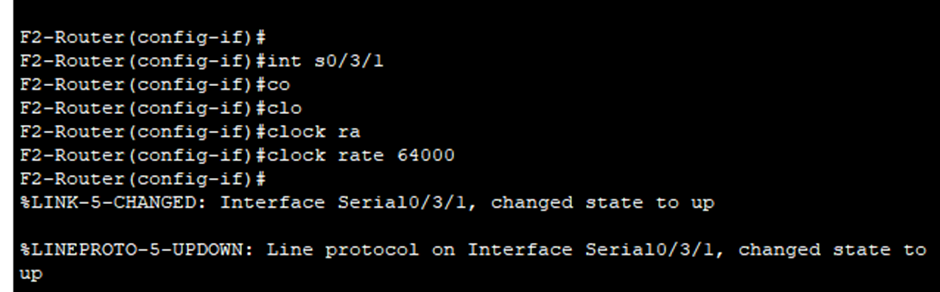 F2-Router(config-if)#
F2-Router(config-if)#int s0/3/1
F2-Router(config-if)#co
F2-Router(config-if)#clo
F2-Router(config-if)#clock ra
F2-Router(config-if)#clock rate 64000
F2-Router(config-if)#
%LINK-5-CHANGED: Interface Serial0/3/1, changed state to up
%LINEPROTO-5-UPDOWN: Line protocol on Interface Serial0/3/1, changed state to
up